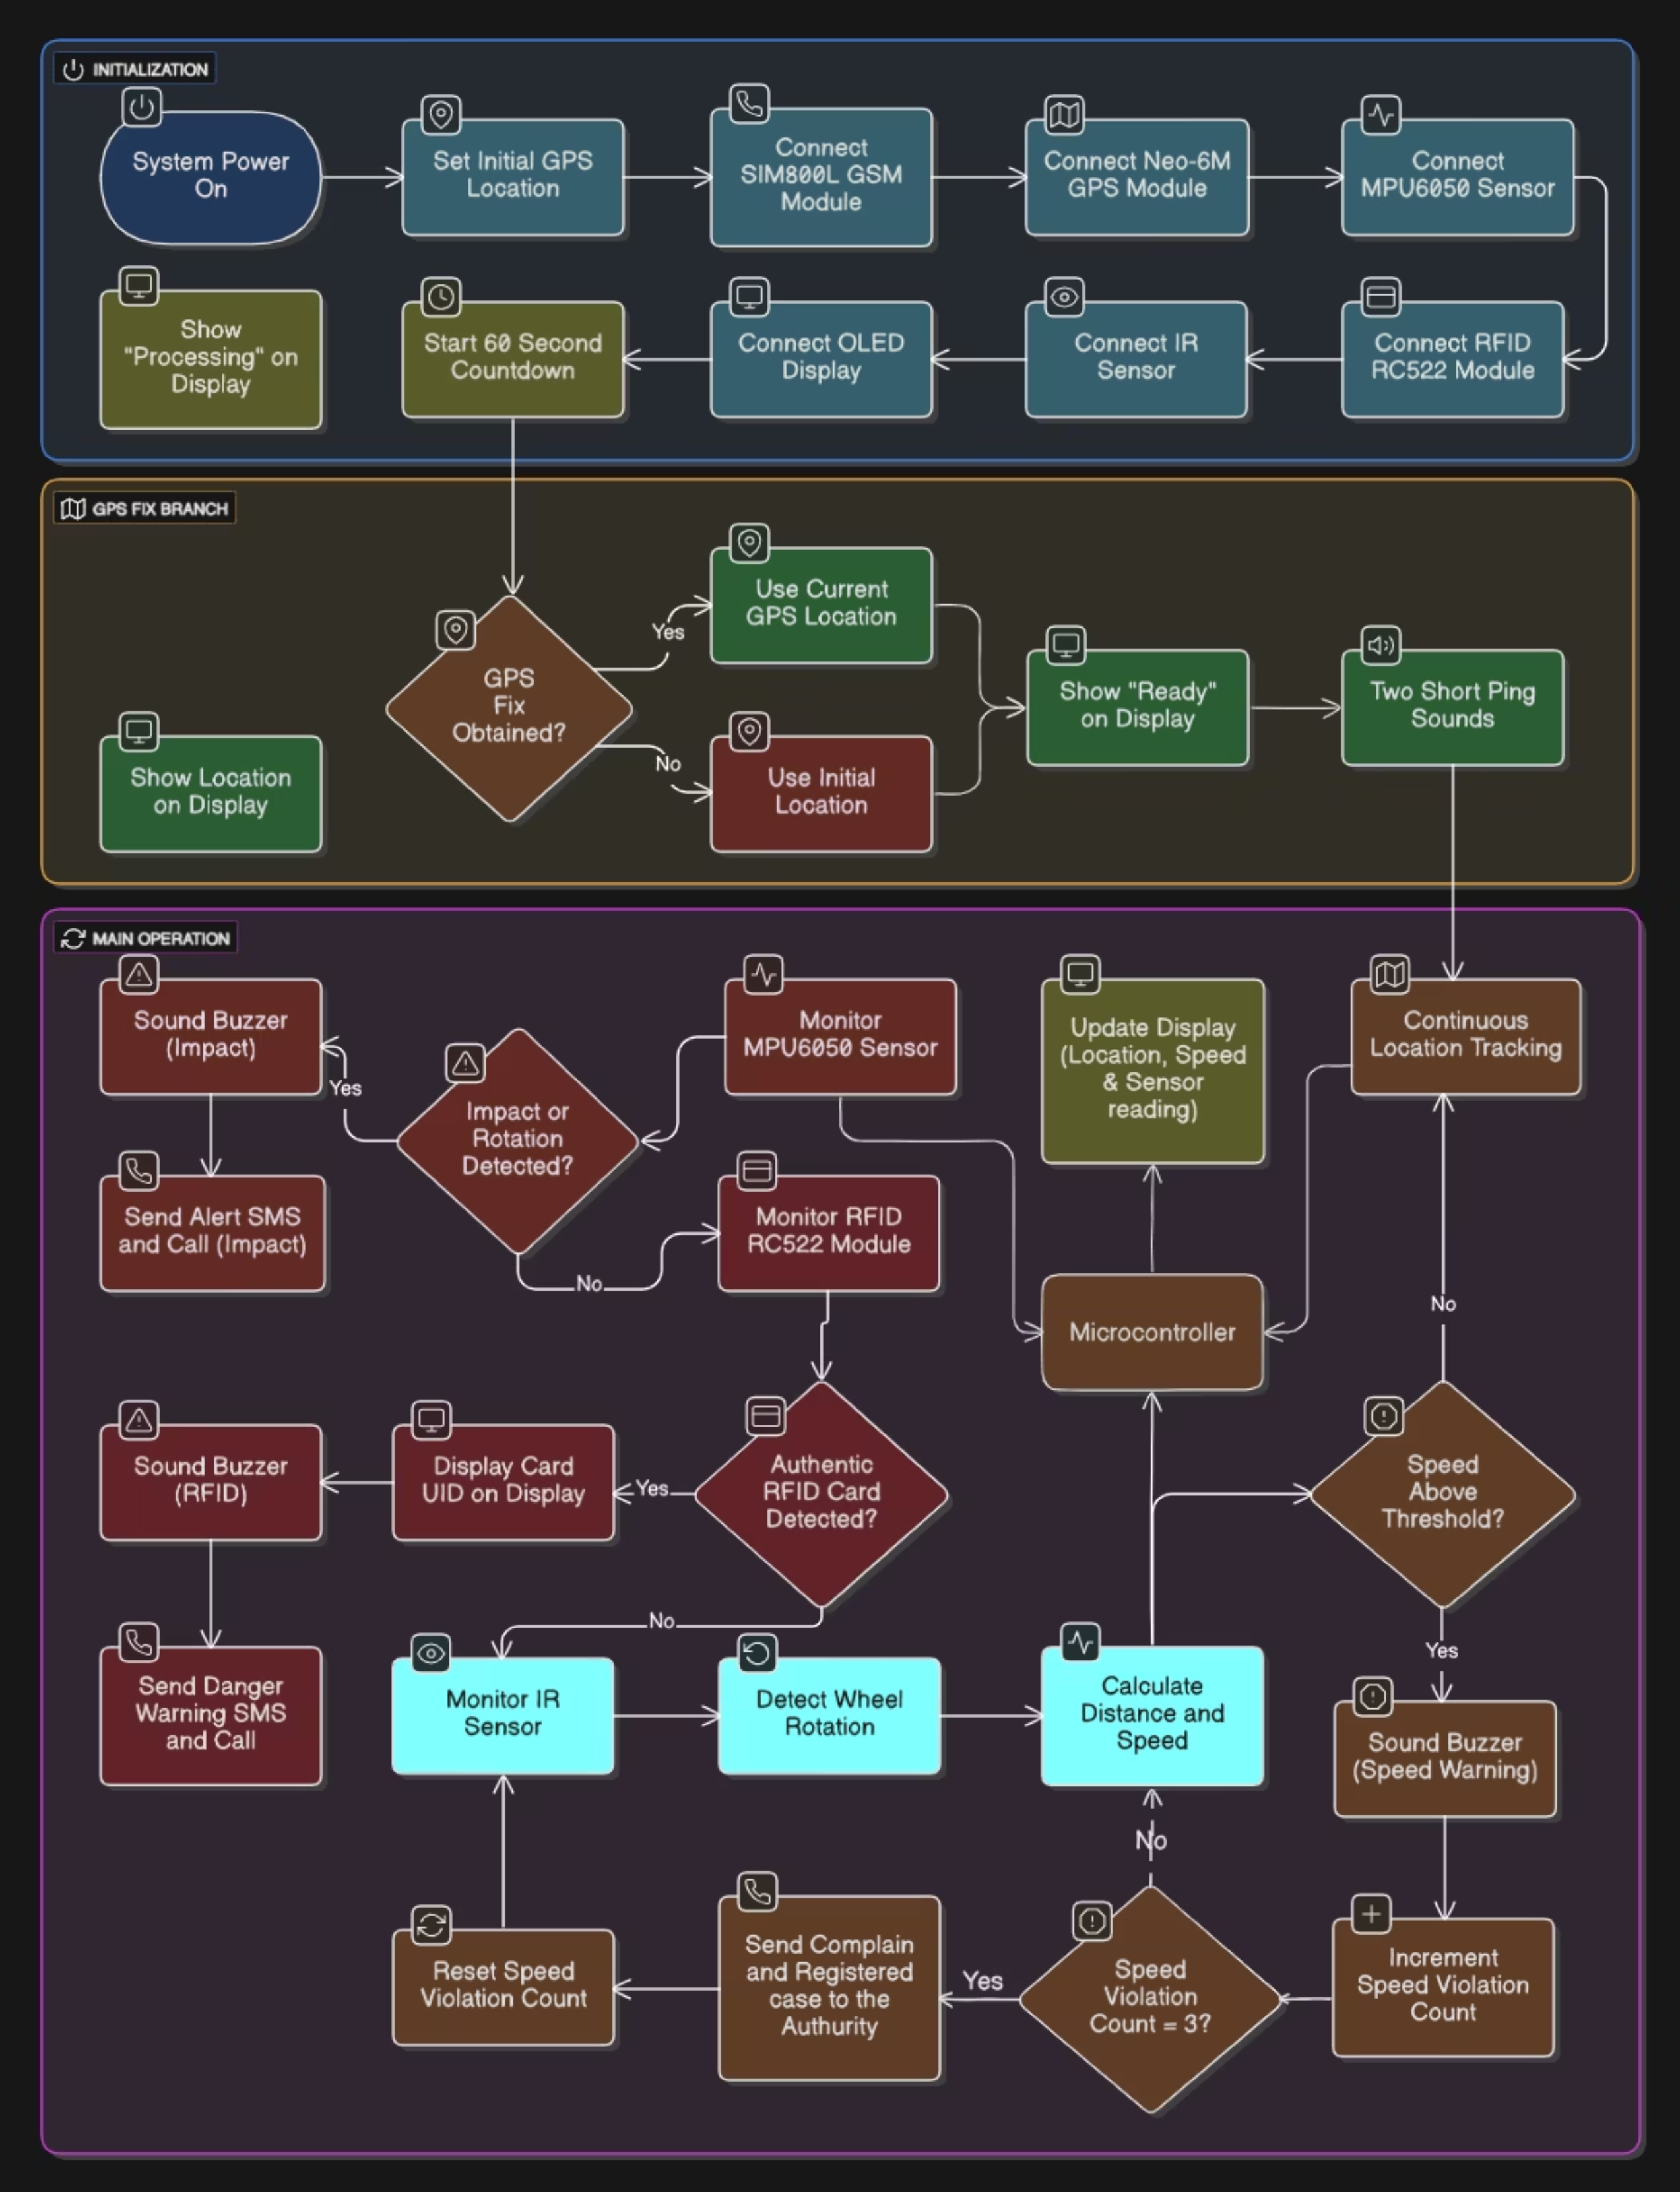 INITIALIZATION
System Power
On
Set Initial GPS
Location
Connect
SIM800L GSM
Module
Connect Neo-6M
GPS Module
Connect
MPU6050 Sensor
Show
"Processing" on
Display
Start 60 Second
Countdown
Connect OLED
Display
Connect IR
Sensor
Connect RFID
RC522 Module
GPS FIX BRANCH
Use Current
GPS Location
Yes
GPS
Fix
Obtained?
Show "Ready"
on Display
Two Short Ping
Sounds
No
Show Location
on Display
Use Initial
Location
MAIN OPERATION
Sound Buzzer
(Impact)
Monitor
MPU6050 Sensor
Update Display
(Location, Speed
& Sensor
reading)
Continuous
Location Tracking
Yes
Impact or
Rotation
Detected?
Send Alert SMS
and Call (Impact)
Monitor RFID
RC522 Module
No
No
Microcontroller
Sound Buzzer
(RFID)
Display Card
UID on Display
Yes
Authentic
RFID Card
Detected?
Speed
Above
Threshold?
No
Yes
Send Danger
Warning SMS
and Call
Monitor IR
Sensor
Detect Wheel
Rotation
Calculate
Distance and
Speed
Sound Buzzer
(Speed Warning)
No
Reset Speed
Violation Count
Send Complain
and Registered
case to the
Authurity
Yes
Speed
Violation
Count = 3?
Increment
Speed Violation
Count